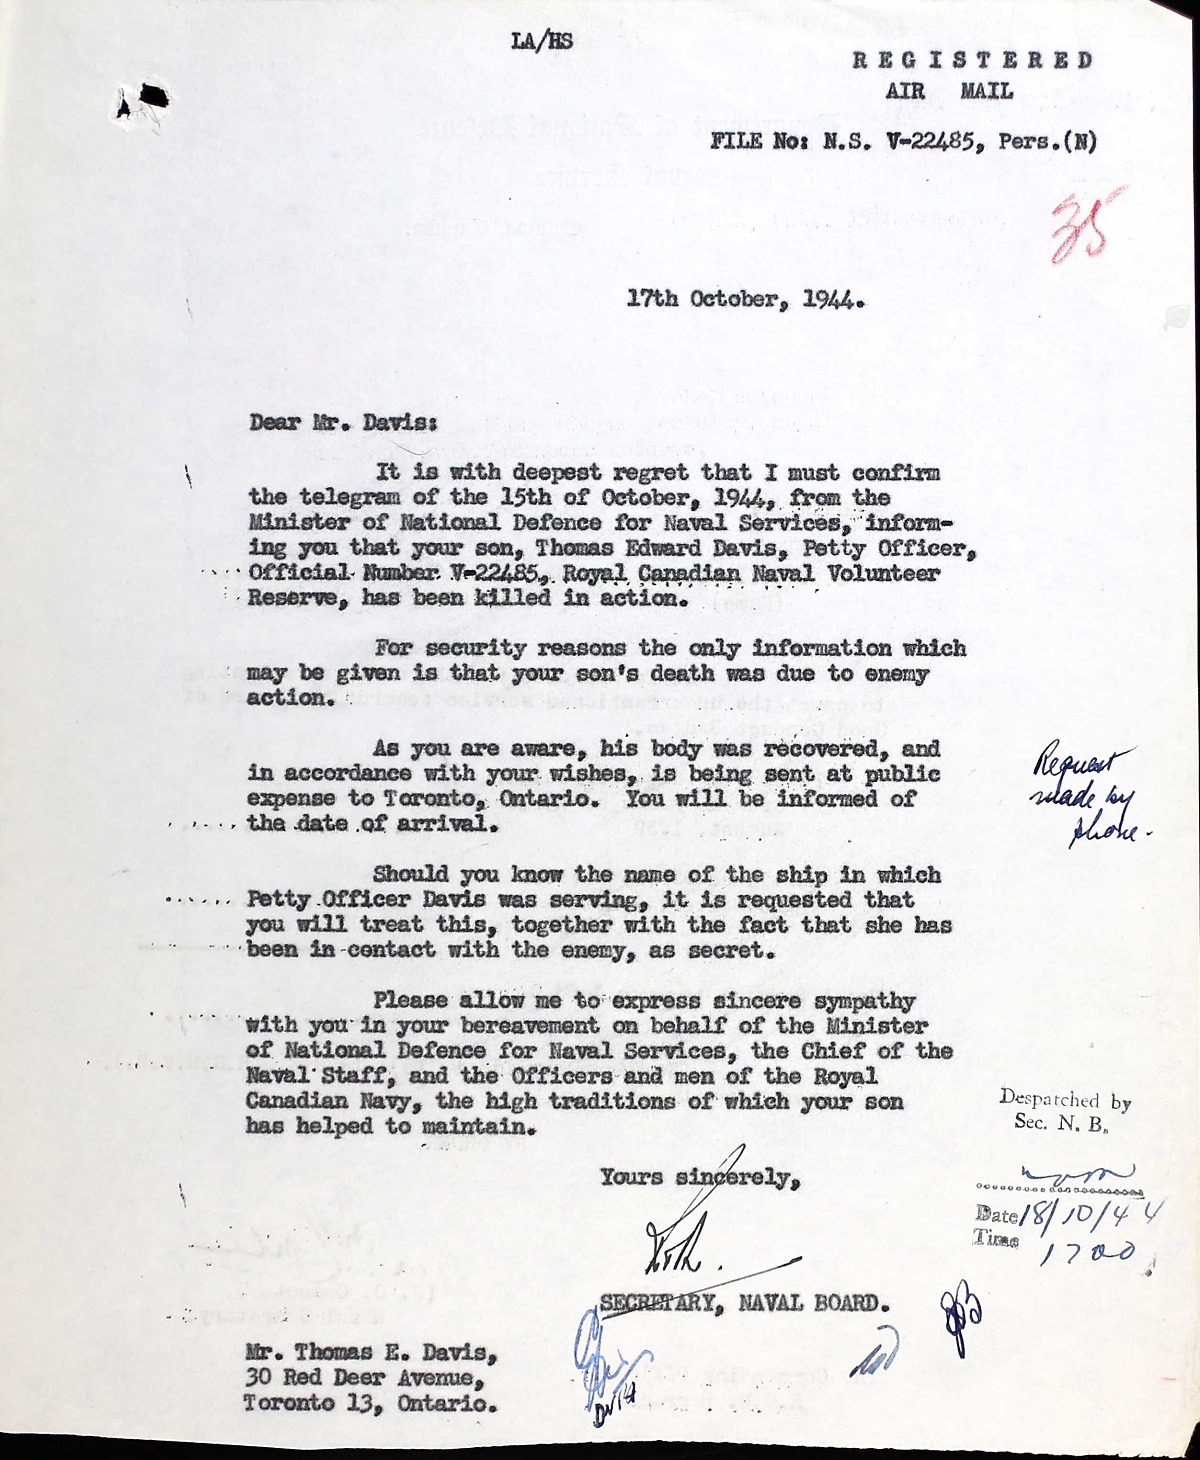 LA/HS
REGISTERED
AIR MAIL
FILE No: N.S. V-22485, Pers.(N)
35
17th October, 1944.
Dear Mr. Davis:
It is with deepest regret that I must confirm
the telegram of the 15th of October, 1944, from the
Minister of National Defence for Naval Services, inform-
ing you that your son, Thomas Edward Davis, Petty Officer,
Official Number V-22485, Royal Canadian Naval Volunteer
Reserve, has been killed in action.
For security reasons the only information which
may be given is that your son's death was due to enemy
action.
As you are aware, his body was recovered, and
in accordance with your wishes, is being sent at public
expense to Toronto, Ontario. You will be informed of
the date of arrival.
Request
made by
phone.
Should you know the name of the ship in which
Petty Officer Davis was serving, it is requested that
you will treat this, together with the fact that she has
been in contact with the enemy, as secret.
Please allow me to express sincere sympathy
with you in your bereavement on behalf of the Minister
of National Defence for Naval Services, the Chief of the
Naval Staff, and the Officers and men of the Royal
Canadian Navy, the high traditions of which your son
has helped to maintain.
Despatched by
Sec. N. B.
Date 18/10/44
Time 1700
Yours sincerely,
SECRETARY, NAVAL BOARD.
Mr. Thomas E. Davis,
30 Red Deer Avenue,
Toronto 13, Ontario.